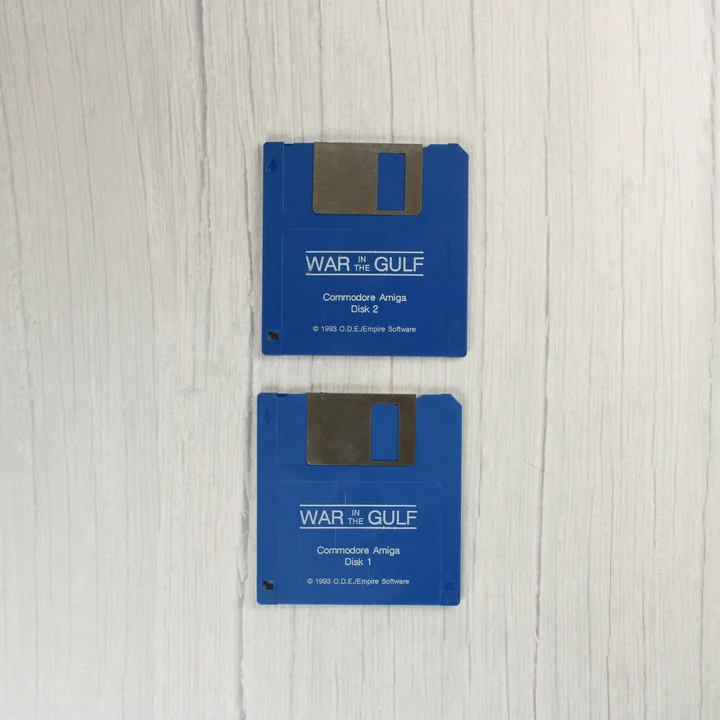 WAR IN THE GULF
Commodore Amiga
Disk 2
© 1993 O.D.E./Empire Software
WAR IN THE GULF
Commodore Amiga
Disk 1
© 1993 O.D.E./Empire Software